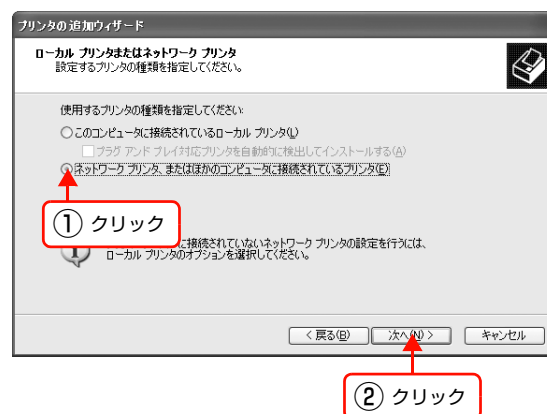 プリンタの追加ウィザード
ローカル プリンタまたはネットワーク プリンタ
設定するプリンタの種類を指定してください。
使用するプリンタの種類を指定してください:
このコンピュータに接続されているローカル プリンタ(L)
プラグ アンド プレイ対応プリンタを自動的に検出してインストールする(A)
ネットワーク プリンタ、またはほかのコンピュータに接続されているプリンタ(E)
① クリック
に接続されていないネットワーク プリンタの設定を行うには、
ローカル プリンタのオプションを選択してください。
< 戻る(B) 次へ(N) > キャンセル
② クリック